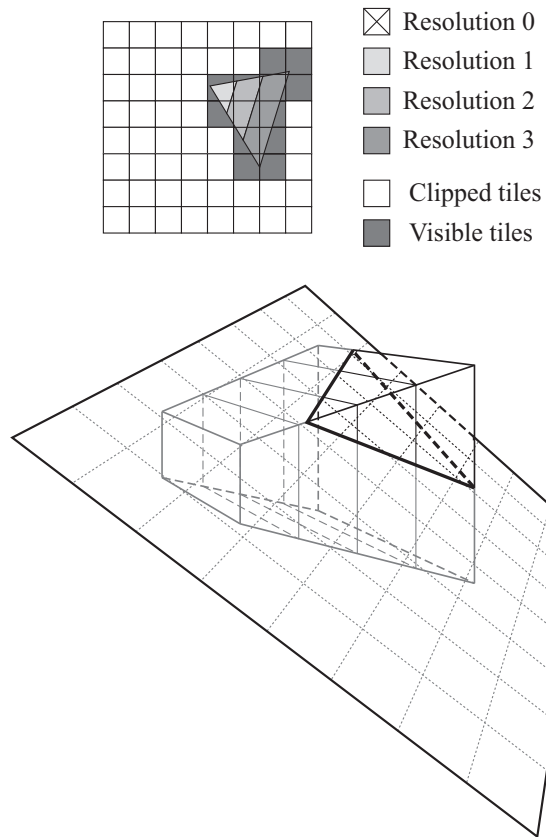 Resolution 0
Resolution 1
Resolution 2
Resolution 3
Clipped tiles
Visible tiles